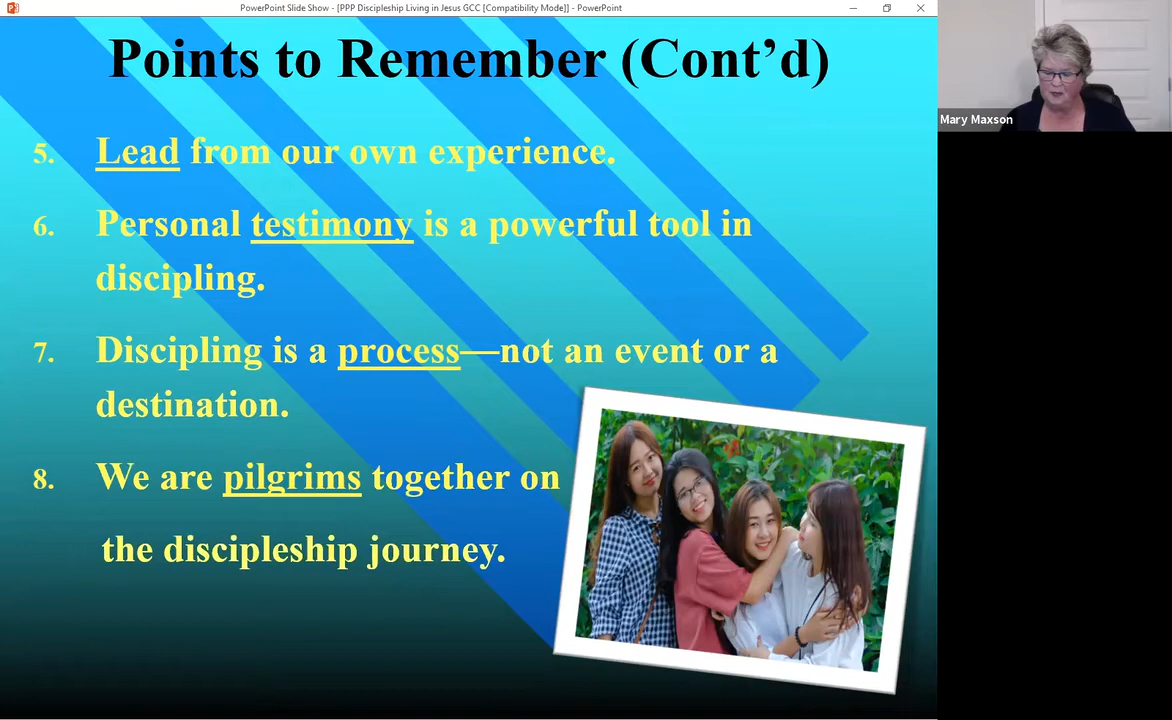 PowerPoint Slide Show - [PPP Discipleship Living in Jesus GCC [Compatibility Mode]] - PowerPoint
Points to Remember (Cont’d)
5. Lead from our own experience.
6. Personal testimony is a powerful tool in
discipling.
7. Discipling is a process—not an event or a
destination.
8. We are pilgrims together on
the discipleship journey.
Mary Maxson